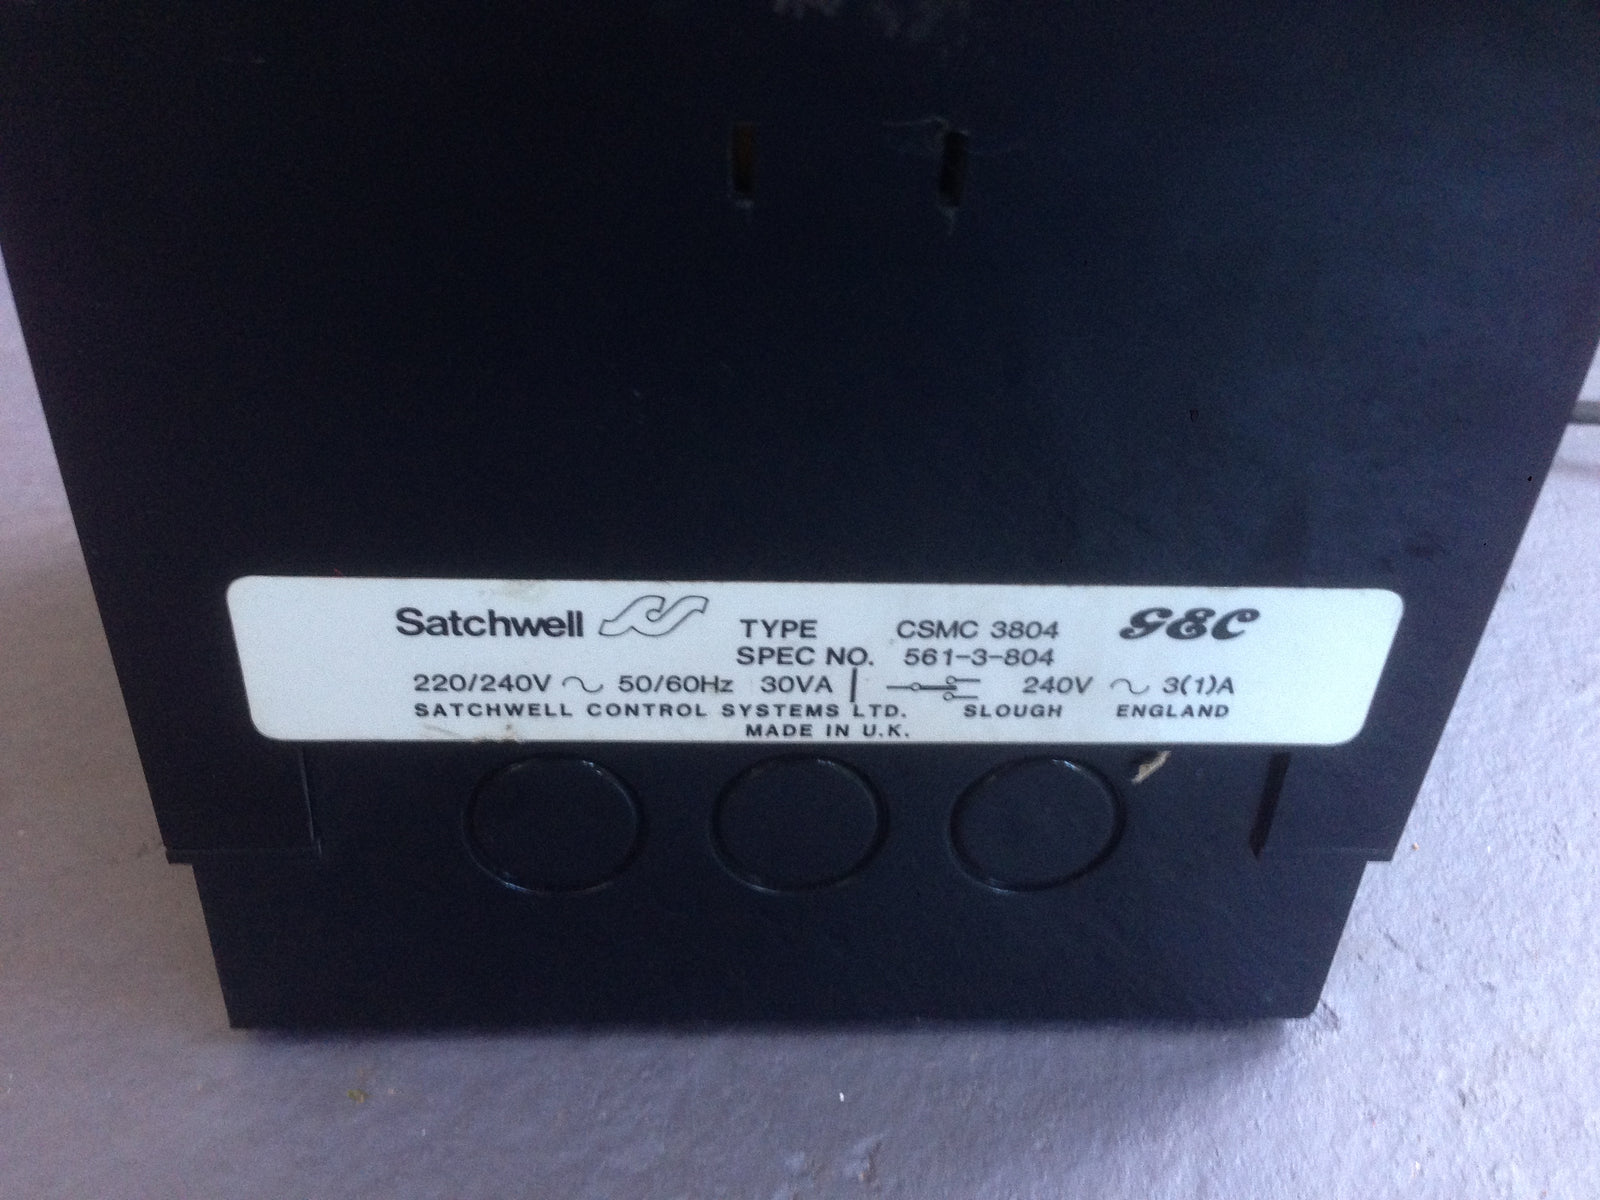 Satchwell TYPE CSMC 3804 GEC
SPEC NO. 561-3-804
220/240V ~ 50/60Hz 30VA | 240V ~ 3(1)A
SATCHWELL CONTROL SYSTEMS LTD. SLOUGH ENGLAND
MADE IN U.K.